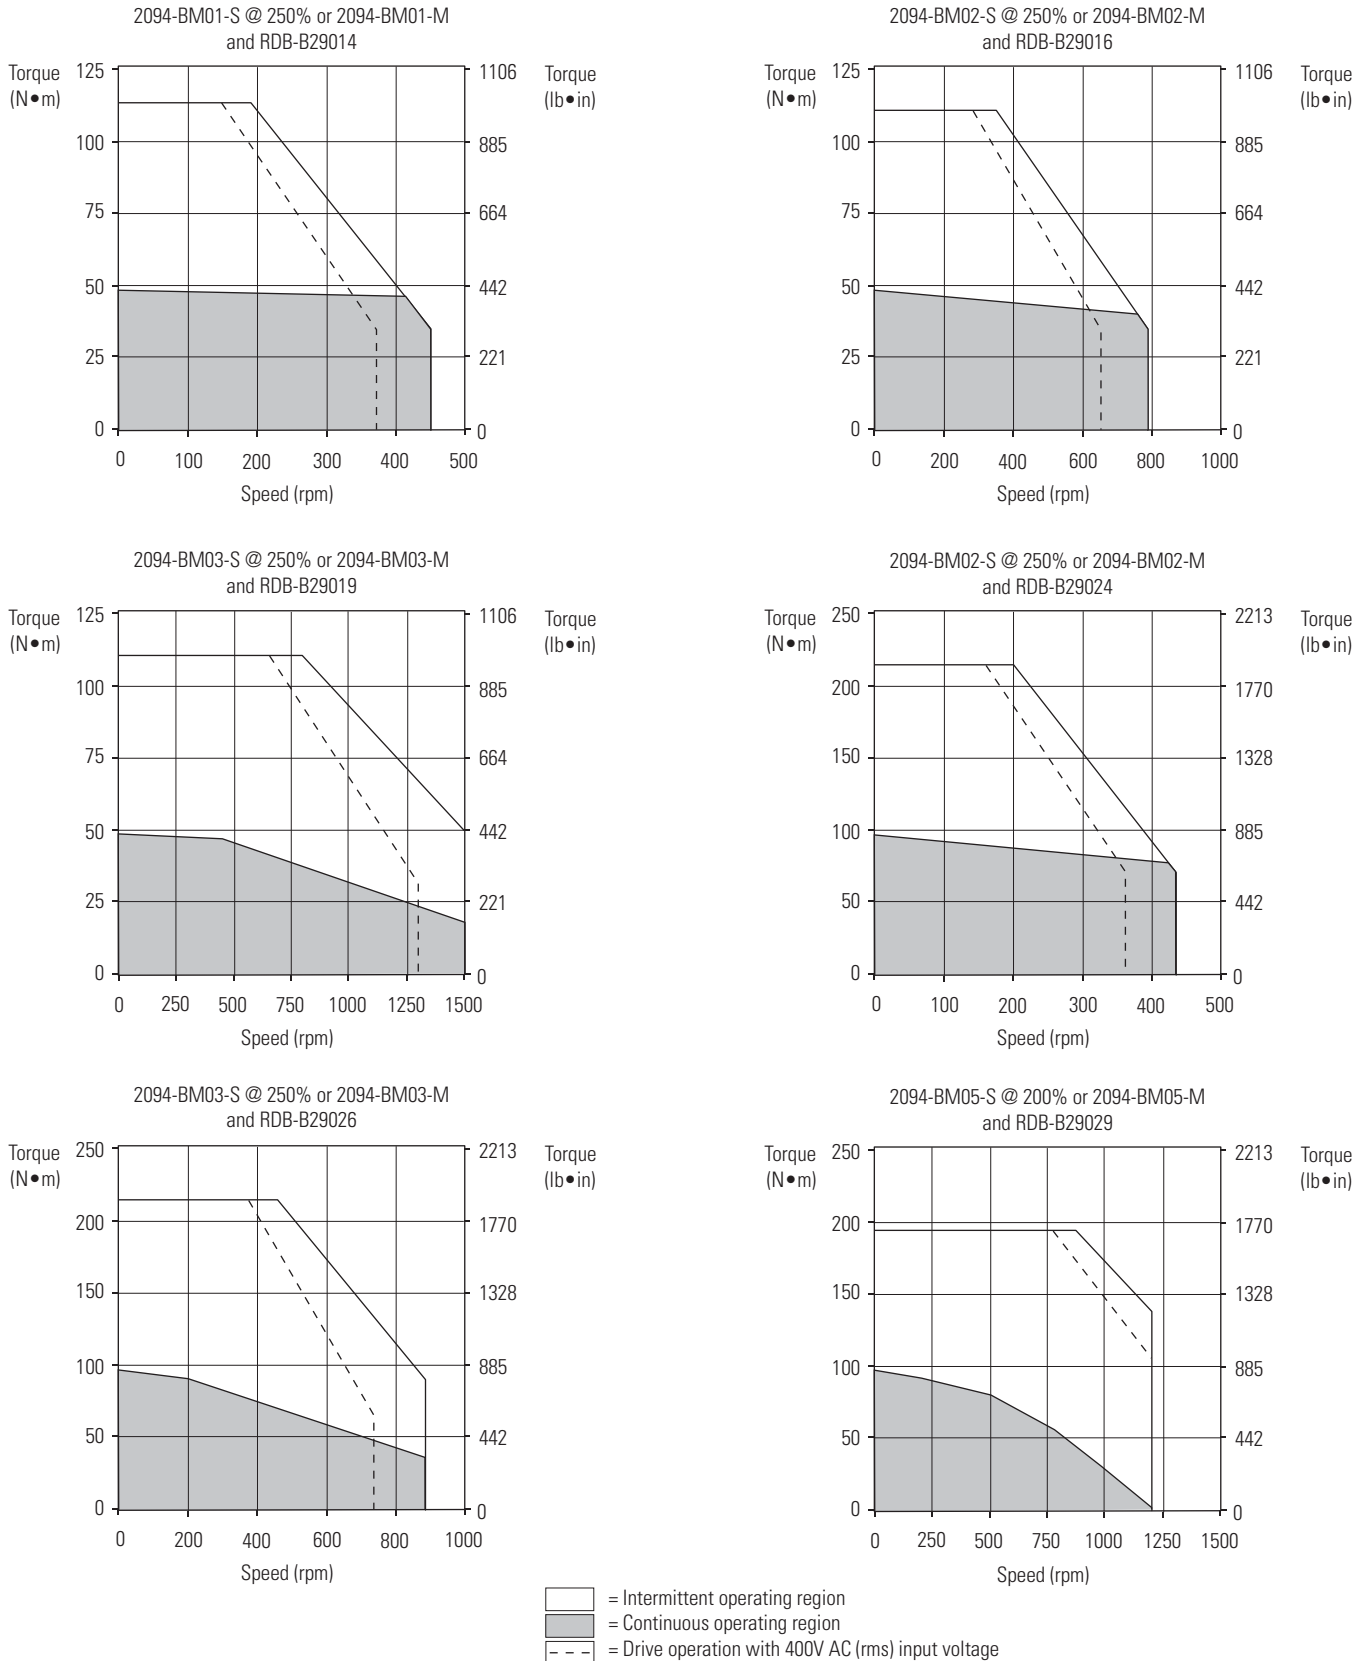 2094-BM01-S @ 250% or 2094-BM01-M
and RDB-B29014
Torque
(N•m)
125
100
75
50
25
0
1106
885
664
442
221
0
Torque
(lb•in)
0 100 200 300 400 500
Speed (rpm)
2094-BM02-S @ 250% or 2094-BM02-M
and RDB-B29016
Torque
(N•m)
125
100
75
50
25
0
1106
885
664
442
221
0
Torque
(lb•in)
0 200 400 600 800 1000
Speed (rpm)
2094-BM03-S @ 250% or 2094-BM03-M
and RDB-B29019
Torque
(N•m)
125
100
75
50
25
0
1106
885
664
442
221
0
Torque
(lb•in)
0 250 500 750 1000 1250 1500
Speed (rpm)
2094-BM02-S @ 250% or 2094-BM02-M
and RDB-B29024
Torque
(N•m)
250
200
150
100
50
0
2213
1770
1328
885
442
0
Torque
(lb•in)
0 100 200 300 400 500
Speed (rpm)
2094-BM03-S @ 250% or 2094-BM03-M
and RDB-B29026
Torque
(N•m)
250
200
150
100
50
0
2213
1770
1328
885
442
0
Torque
(lb•in)
0 200 400 600 800 1000
Speed (rpm)
2094-BM05-S @ 200% or 2094-BM05-M
and RDB-B29029
Torque
(N•m)
250
200
150
100
50
0
2213
1770
1328
885
442
0
Torque
(lb•in)
0 250 500 750 1000 1250 1500
Speed (rpm)
= Intermittent operating region
= Continuous operating region
= Drive operation with 400V AC (rms) input voltage